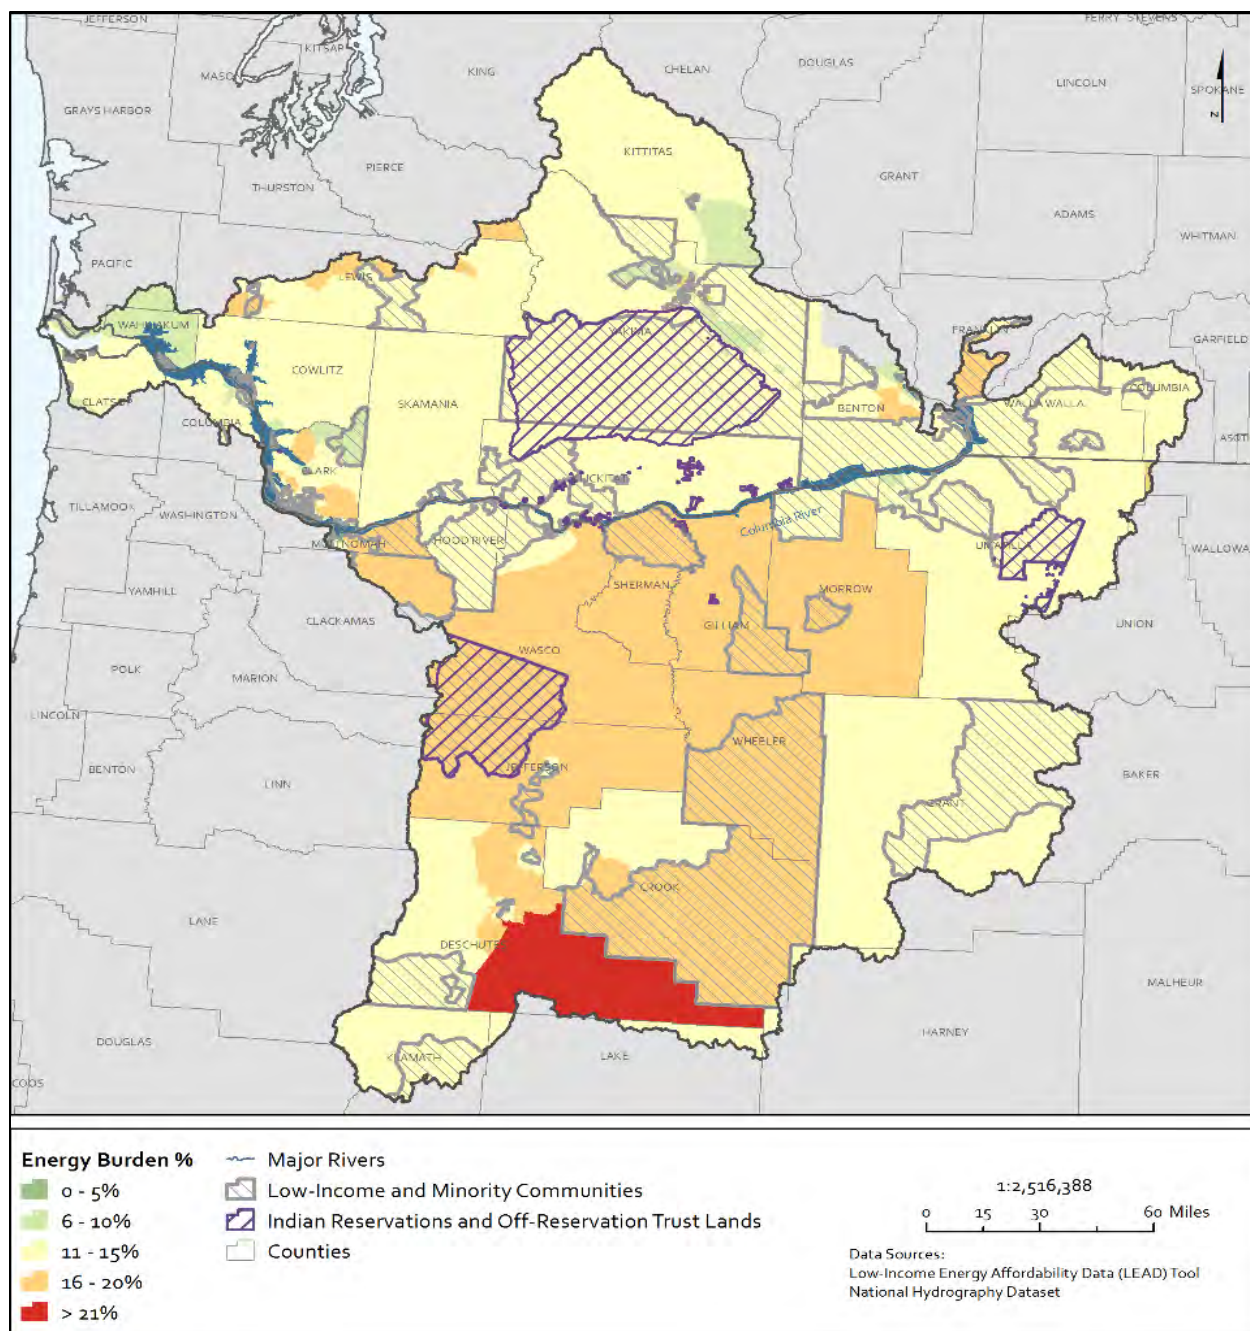 JEFFERSON
FERRY
STEVENS
KITSAP
DOUGLAS
KING
CHELAN
LINCOLN
SPOKANE
GRAYS HARBOR
N
KITTITAS
PIERCE
GRANT
THURSTON
ADAMS
WHITMAN
PACIFIC
LEWIS
WAHKIAKUM
YAKIMA
FRANKLIN
GARFIELD
COWLITZ
COLUMBIA
CLATSOP
SKAMANIA
WALLA WALLA
BENTON
COLUMBIA
CLARK
KLICKITAT
TILLAMOOK
WASHINGTON
Columbia River
MULTNOMAH
HOOD RIVER
UMATILLA
WALLOWA
SHERMAN
MORROW
YAMHILL
CLACKAMAS
GILLIAM
UNION
WASCO
POLK
MARION
LINCOLN
WHEELER
JEFFERSON
BENTON
LINN
BAKER
GRANT
CROOK
LANE
DESCHUTES
MALHEUR
HARNEY
DOUGLAS
LAKE
KLAMATH
COOS
Energy Burden %
0 - 5%
6 - 10%
11 - 15%
16 - 20%
> 21%
Major Rivers
Low-Income and Minority Communities
Indian Reservations and Off-Reservation Trust Lands
Counties
1:2,516,388
0 15 30 60 Miles
Data Sources:
Low-Income Energy Affordability Data (LEAD) Tool
National Hydrography Dataset